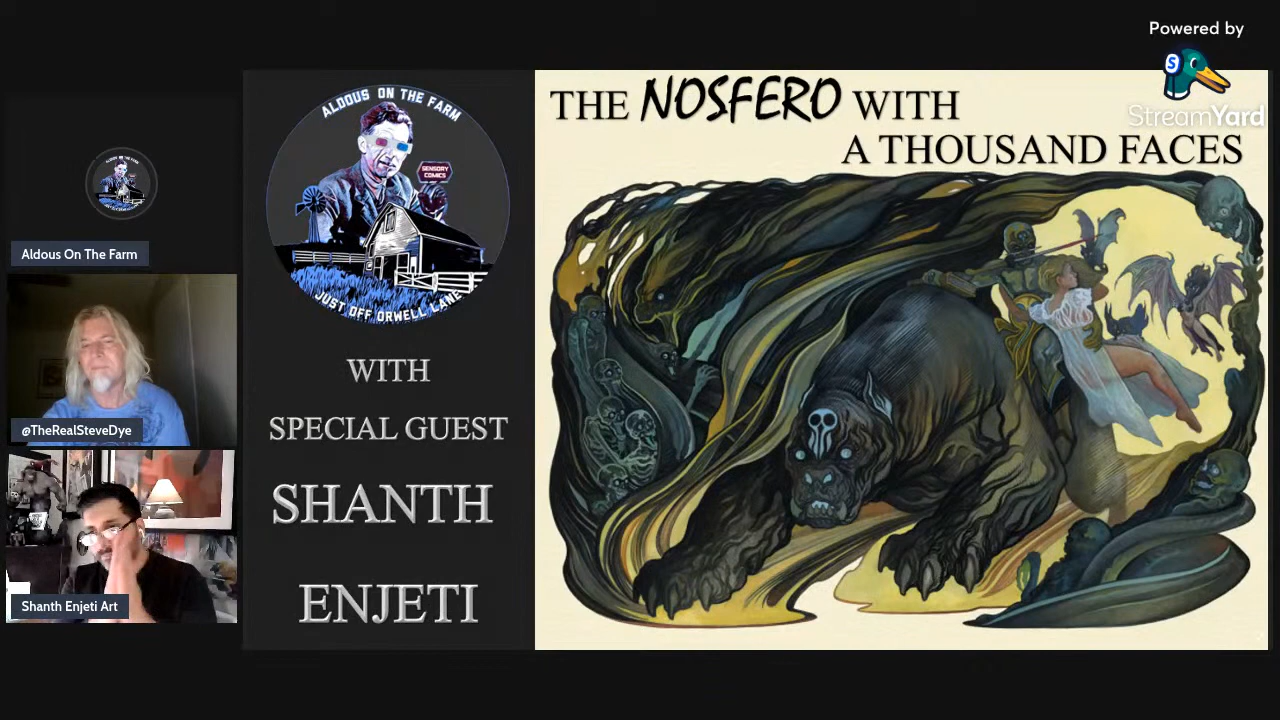 Powered by
StreamYard
ALDOUS ON THE FARM
SENSORY
COMICS
JUST OFF ORWELL LANE
WITH
SPECIAL GUEST
SHANTH
ENJETI
THE NOSFERO WITH
A THOUSAND FACES
Aldous On The Farm
@TheRealSteveDye
Shanth Enjeti Art